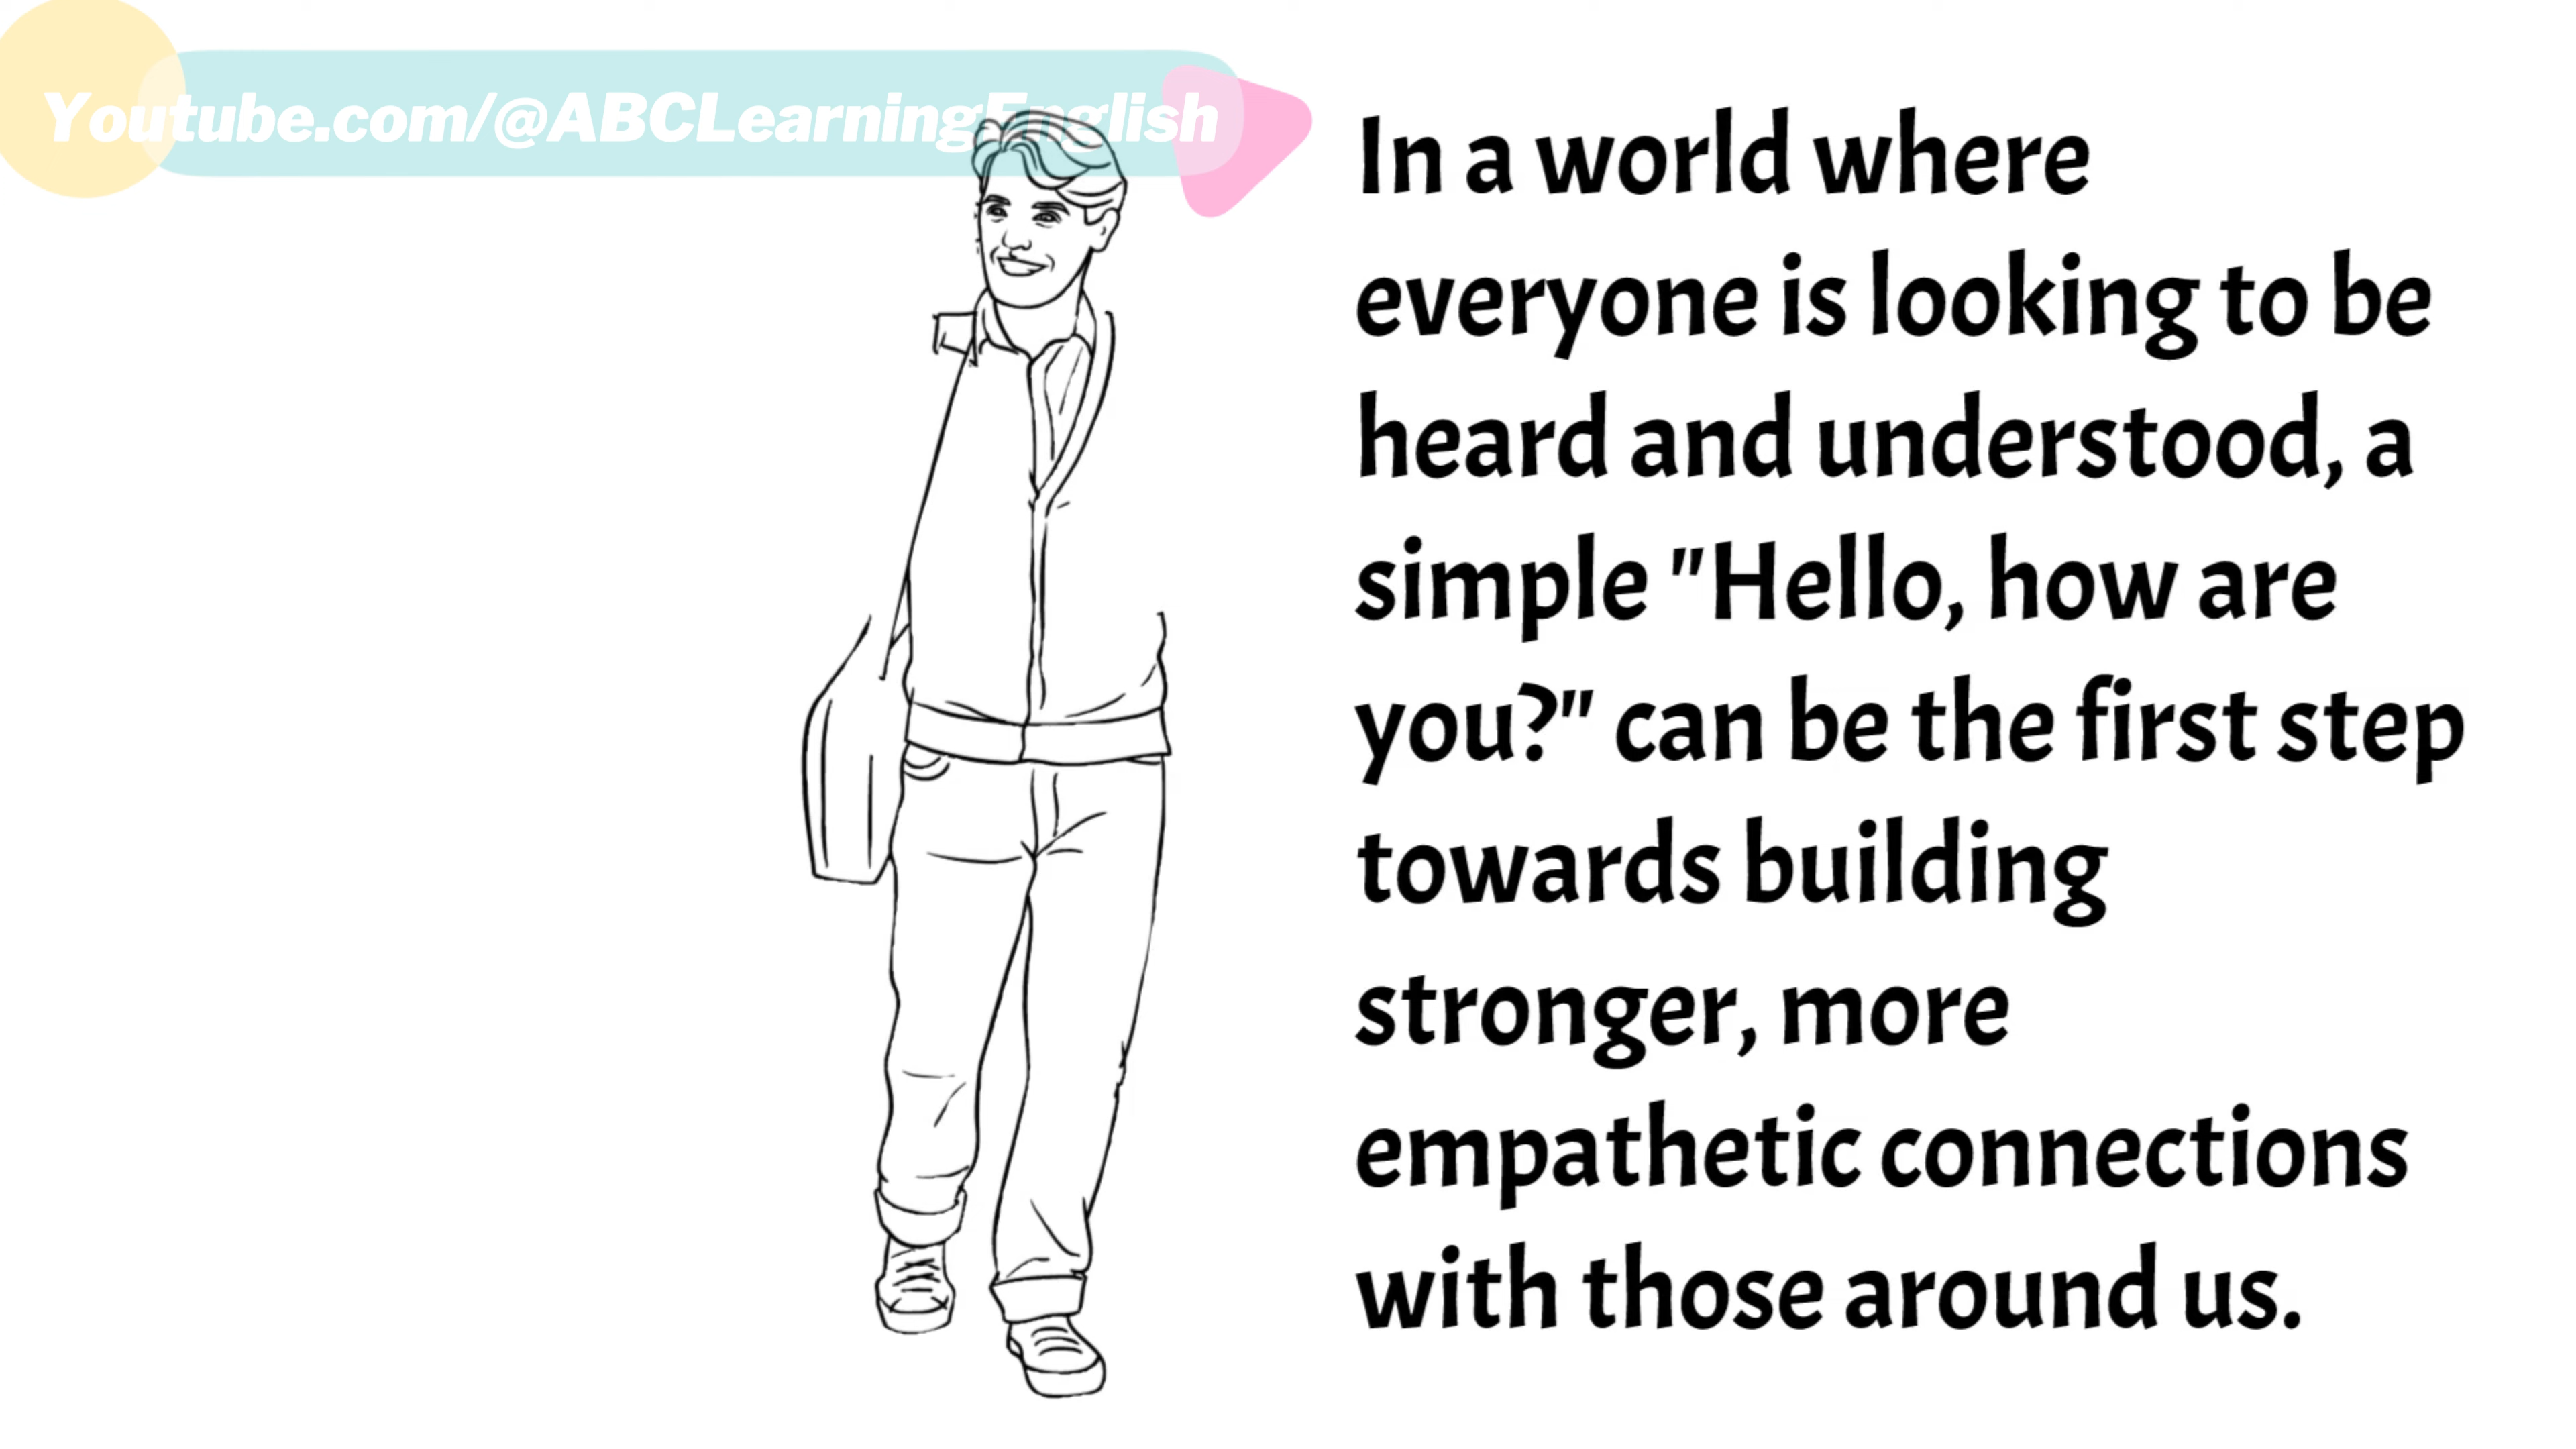 Youtube.com/@ABCLearningEnglish
In a world where
everyone is looking to be
heard and understood, a
simple "Hello, how are
you?" can be the first step
towards building
stronger, more
empathetic connections
with those around us.